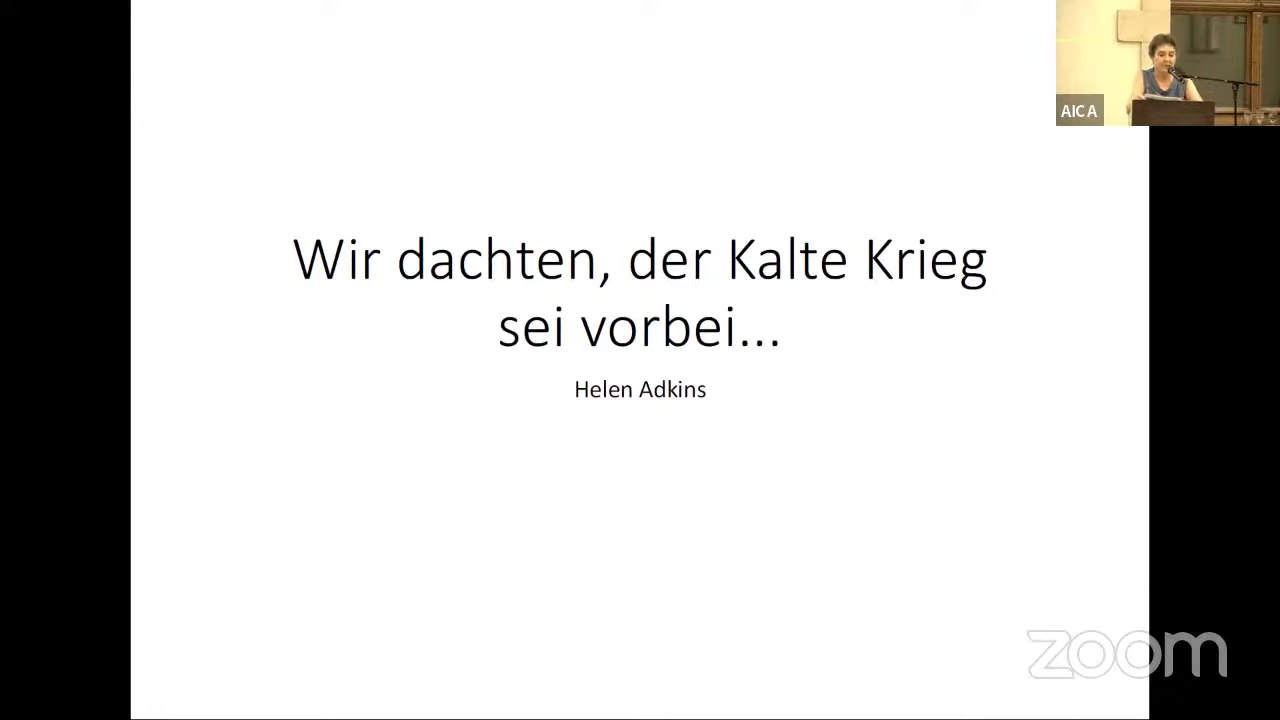 AICA
Wir dachten, der Kalte Krieg
sei vorbei...
Helen Adkins
zoom